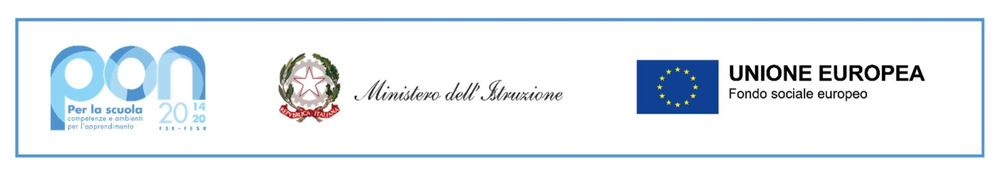 pon
Per la scuola
competenze e ambienti
per l'apprendimento
20 14
20
FSE-FESR
REPVBBLICA ITALIANA
Ministero dell'Istruzione
UNIONE EUROPEA
Fondo sociale europeo